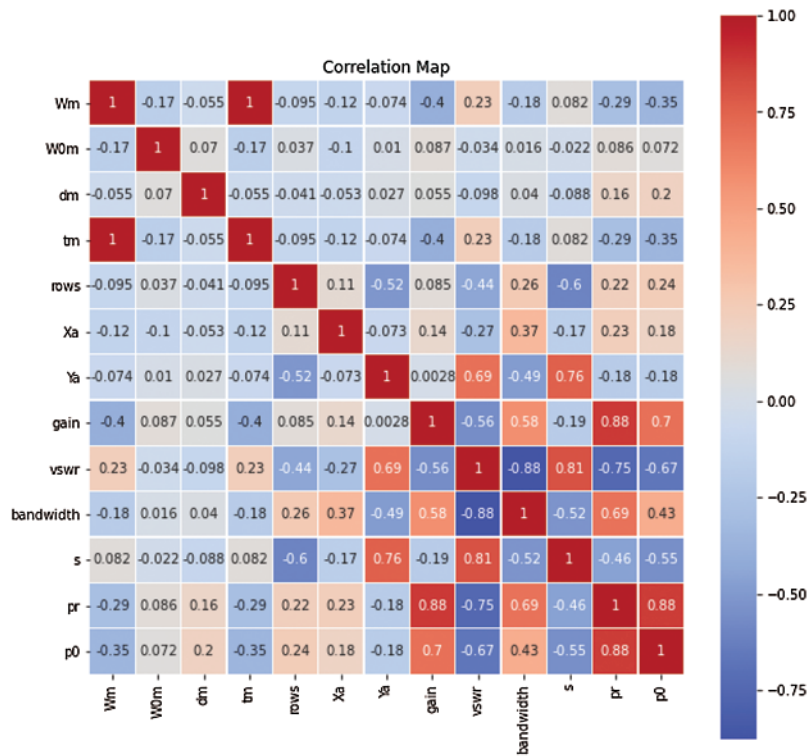 Correlation Map
Wm 1 -0.17 -0.055 1 -0.095 -0.12 -0.074 -0.4 0.23 -0.18 0.082 -0.29 -0.35
W0m -0.17 1 0.07 -0.17 0.037 -0.1 0.01 0.087 -0.034 0.016 -0.022 0.086 0.072
dm -0.055 0.07 1 -0.055 -0.041 -0.053 0.027 0.055 -0.098 0.04 -0.088 0.16 0.2
tm 1 -0.17 -0.055 1 -0.095 -0.12 -0.074 -0.4 0.23 -0.18 0.082 -0.29 -0.35
rows -0.095 0.037 -0.041 -0.095 1 0.11 -0.52 0.085 -0.44 0.26 -0.6 0.22 0.24
Xa -0.12 -0.1 -0.053 -0.12 0.11 1 -0.073 0.14 -0.27 0.37 -0.17 0.23 0.18
Ya -0.074 0.01 0.027 -0.074 -0.52 -0.073 1 0.0028 0.69 -0.49 0.76 -0.18 -0.18
gain -0.4 0.087 0.055 -0.4 0.085 0.14 0.0028 1 -0.56 0.58 -0.19 0.88 0.7
vswr 0.23 -0.034 -0.098 0.23 -0.44 -0.27 0.69 -0.56 1 -0.88 0.81 -0.75 -0.67
bandwidth -0.18 0.016 0.04 -0.18 0.26 0.37 -0.49 0.58 -0.88 1 -0.52 0.69 0.43
s 0.082 -0.022 -0.088 0.082 -0.6 -0.17 0.76 -0.19 0.81 -0.52 1 -0.46 -0.55
pr -0.29 0.086 0.16 -0.29 0.22 0.23 -0.18 0.88 -0.75 0.69 -0.46 1 0.88
p0 -0.35 0.072 0.2 -0.35 0.24 0.18 -0.18 0.7 -0.67 0.43 -0.55 0.88 1
Wm W0m dm tm rows Xa Ya gain vswr bandwidth s pr p0
1.00
0.75
0.50
0.25
0.00
-0.25
-0.50
-0.75